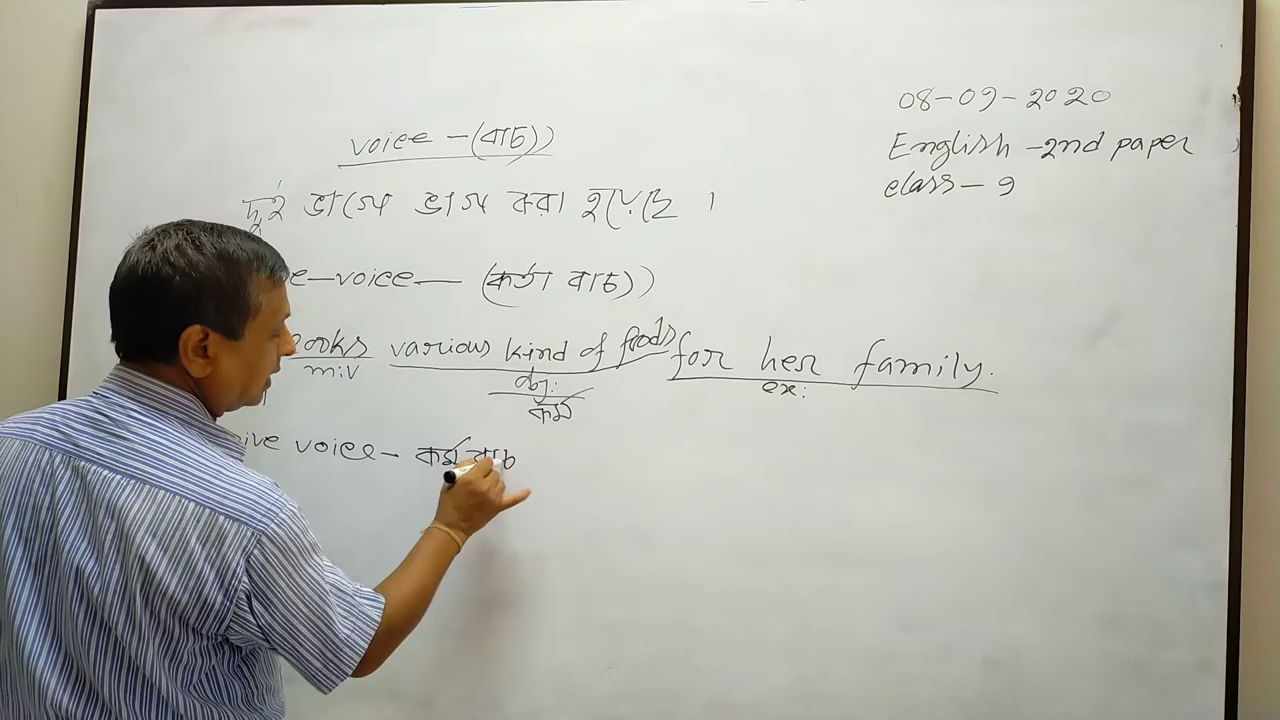 08-09-2020
English -2nd paper
class - 9
voice - (বাচ্য)
দুই ভাগে ভাগ করা হয়েছে ।
e-voice — (কর্তা বাচ্য)
ooks various kind of foods for her family.
m:v obj: ex:
কর্ম
ive voice - কর্ম বাচ